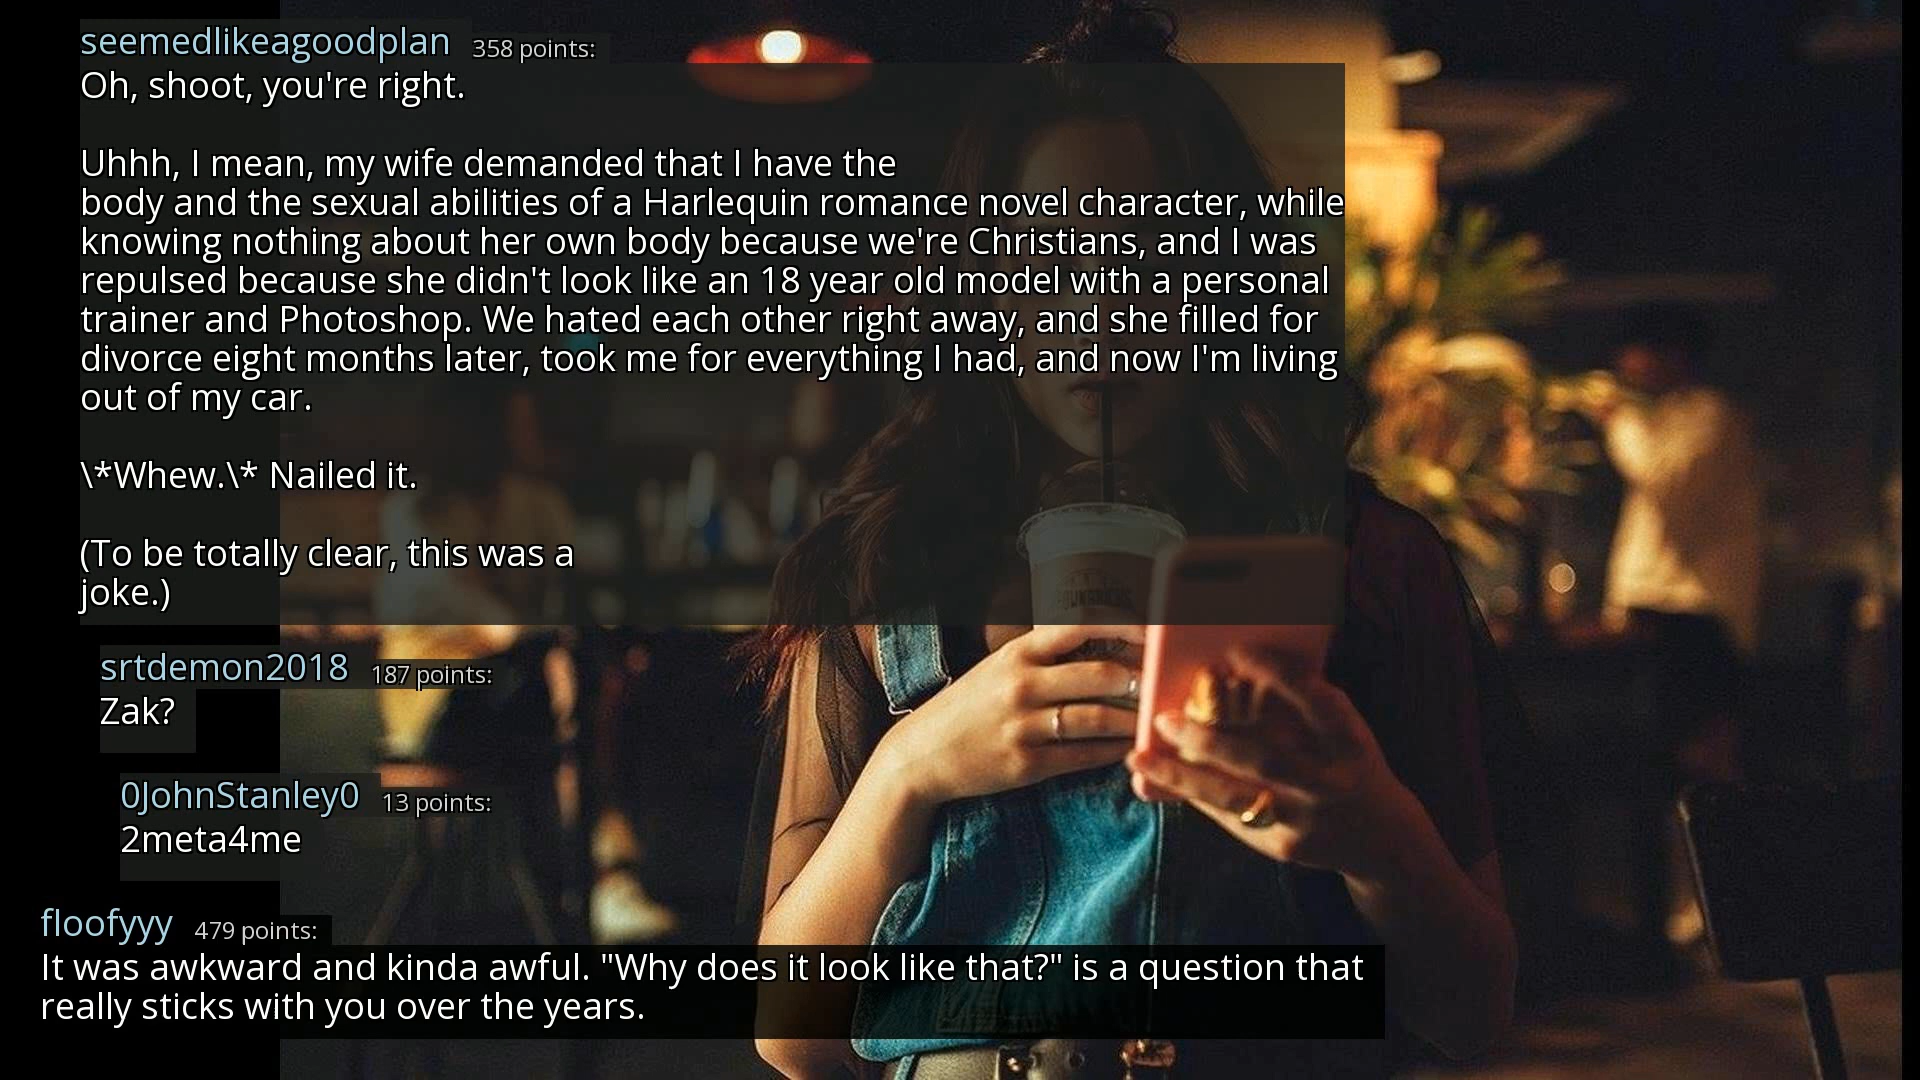 seemedlikeagoodplan 358 points:
Oh, shoot, you're right.
Uhhh, I mean, my wife demanded that I have the
body and the sexual abilities of a Harlequin romance novel character, while
knowing nothing about her own body because we're Christians, and I was
repulsed because she didn't look like an 18 year old model with a personal
trainer and Photoshop. We hated each other right away, and she filled for
divorce eight months later, took me for everything I had, and now I'm living
out of my car.
\*Whew.\* Nailed it.
(To be totally clear, this was a
joke.)
srtdemon2018 187 points:
Zak?
0JohnStanley0 13 points:
2meta4me
floofyyy 479 points:
It was awkward and kinda awful. "Why does it look like that?" is a question that
really sticks with you over the years.